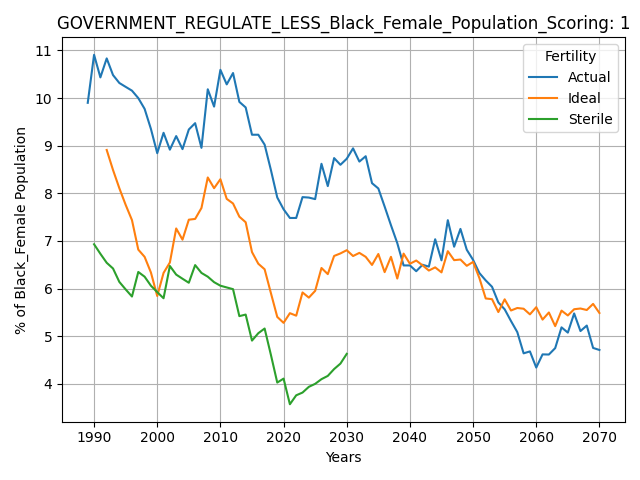 GOVERNMENT_REGULATE_LESS_Black_Female_Population_Scoring: 1
% of Black_Female Population
11
10
9
8
7
6
5
4
Fertility
Actual
Ideal
Sterile
1990 2000 2010 2020 2030 2040 2050 2060 2070
Years